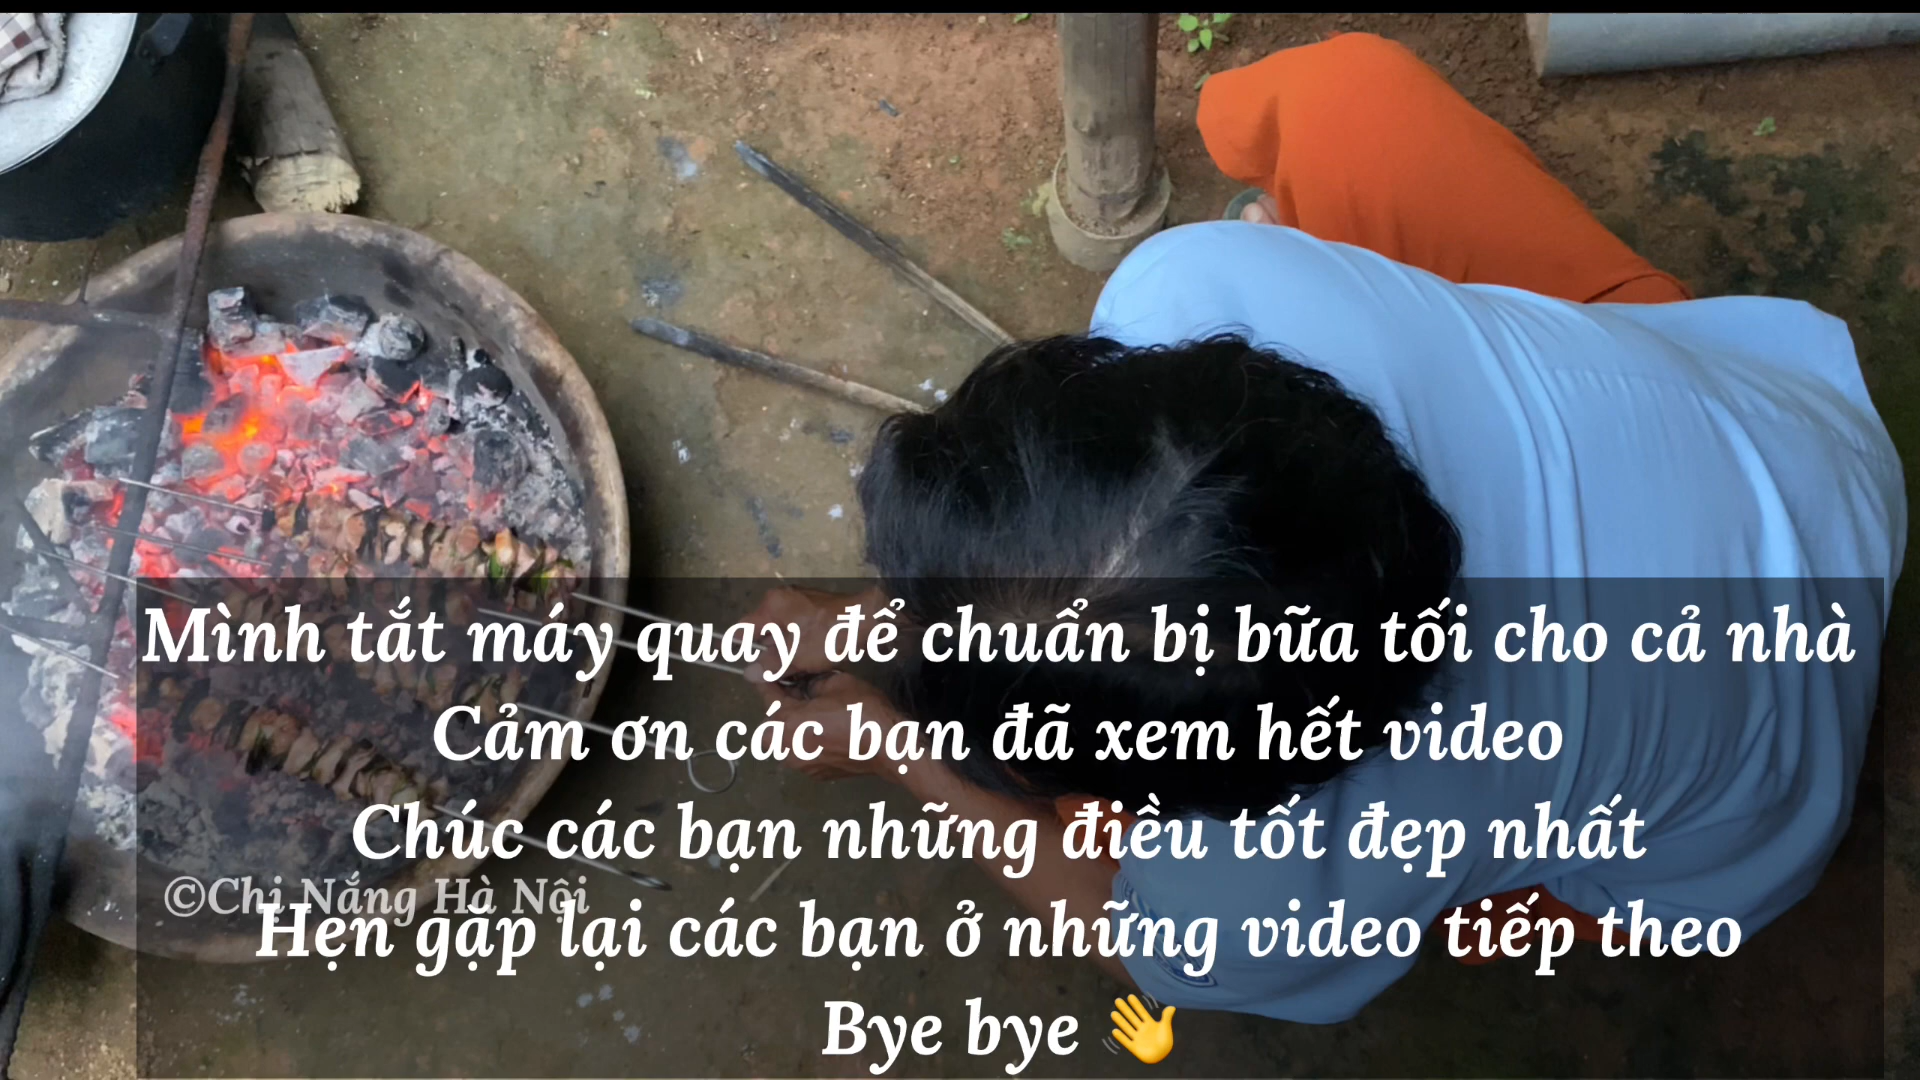 Mình tắt máy quay để chuẩn bị bữa tối cho cả nhà
Cảm ơn các bạn đã xem hết video
Chúc các bạn những điều tốt đẹp nhất
©Chị Nắng Hà Nội
Hẹn gặp lại các bạn ở những video tiếp theo
Bye bye 👋